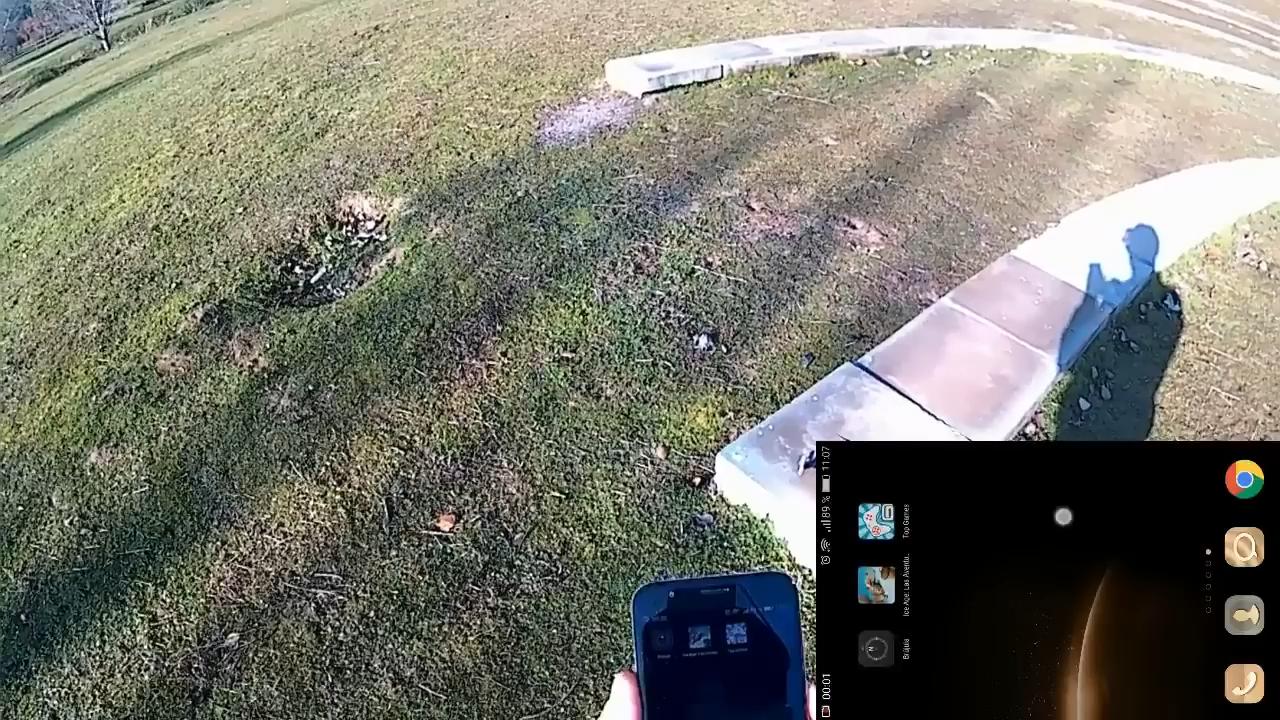 00:01
89 %
11:07
Brújula
Ice Age: Las Aventu..
Top Games
N